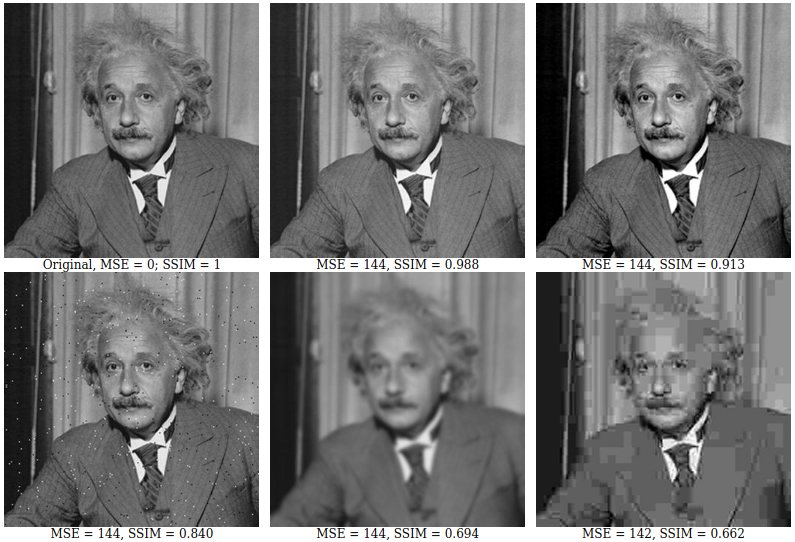 Original, MSE = 0; SSIM = 1
MSE = 144, SSIM = 0.988
MSE = 144, SSIM = 0.913
MSE = 144, SSIM = 0.840
MSE = 144, SSIM = 0.694
MSE = 142, SSIM = 0.662